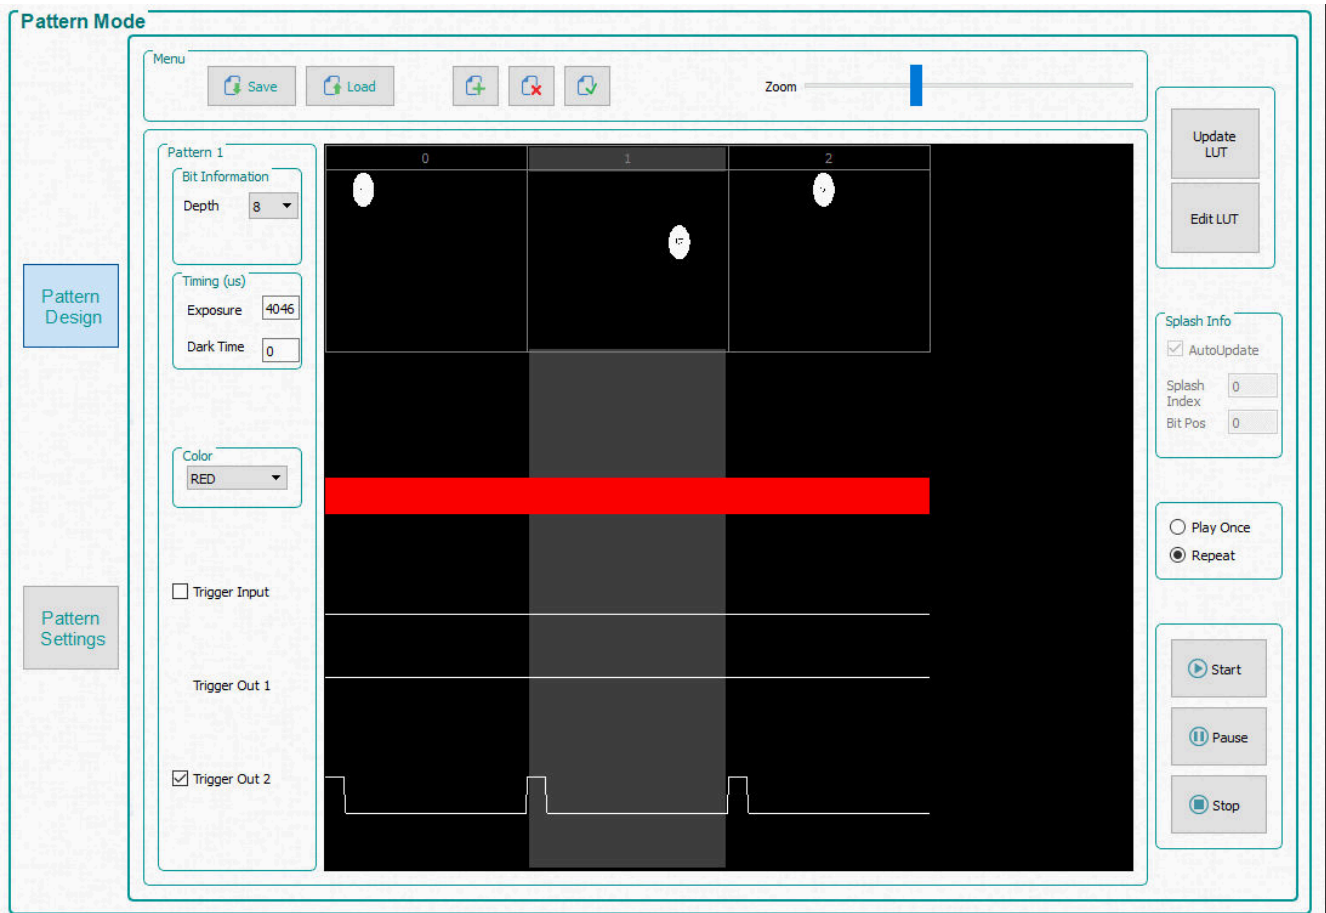 Pattern Mode
Menu
Save
Load
Zoom
Pattern 1
Bit Information
Depth
8
Timing (us)
Exposure
4046
Dark Time
0
Color
RED
Trigger Input
Trigger Out 1
Trigger Out 2
0
1
2
Pattern
Design
Pattern
Settings
Update
LUT
Edit LUT
Splash Info
AutoUpdate
Splash
Index
0
Bit Pos
0
Play Once
Repeat
Start
Pause
Stop